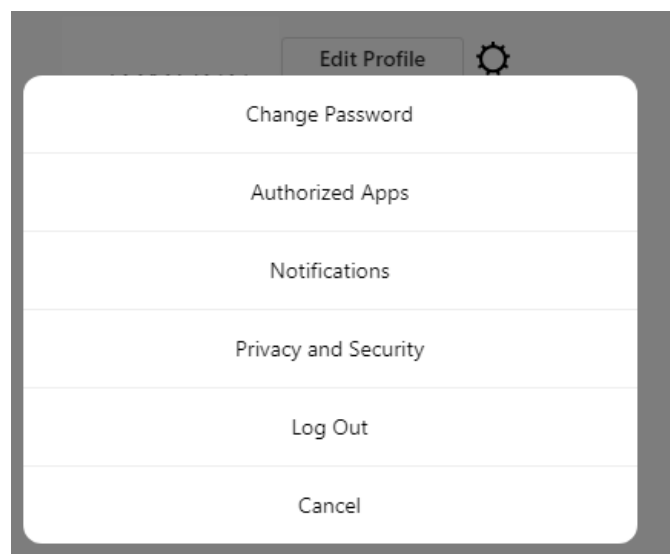 Edit Profile
Change Password
Authorized Apps
Notifications
Privacy and Security
Log Out
Cancel